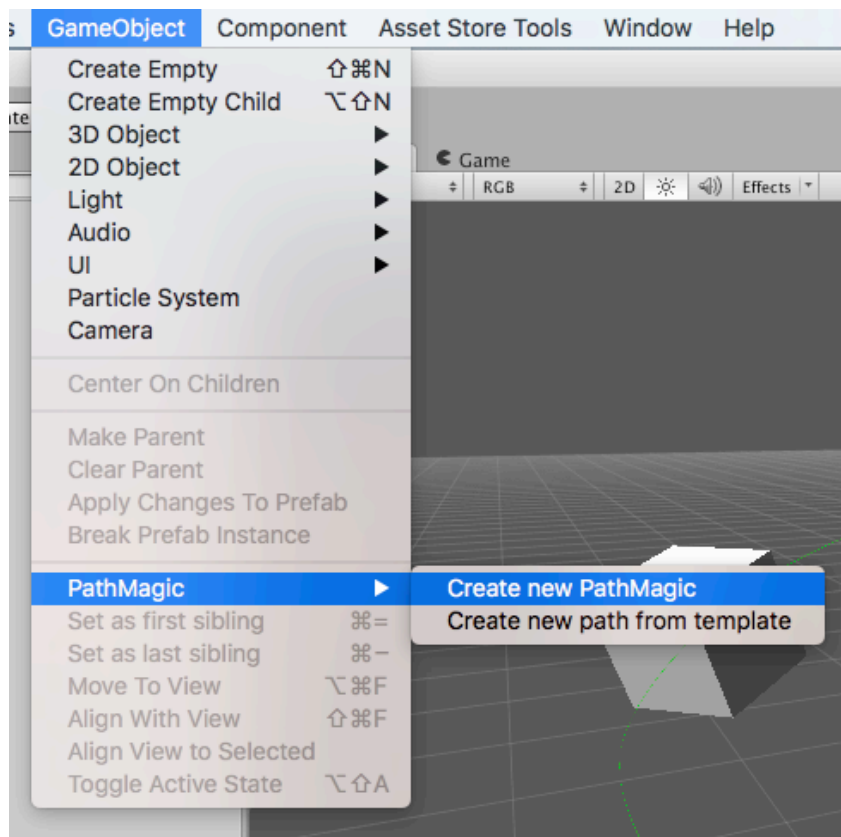 s GameObject Component Asset Store Tools Window Help
Create Empty ⇧⌘N
Create Empty Child ⌥⇧N
ate
3D Object ▶
2D Object ▶
Game
Light ▶
RGB 2D Effects
Audio ▶
UI ▶
Particle System
Camera
Center On Children
Make Parent
Clear Parent
Apply Changes To Prefab
Break Prefab Instance
PathMagic ▶
Create new PathMagic
Set as first sibling ⌘=
Create new path from template
Set as last sibling ⌘−
Move To View ⌥⌘F
Align With View ⇧⌘F
Align View to Selected
Toggle Active State ⌥⇧A